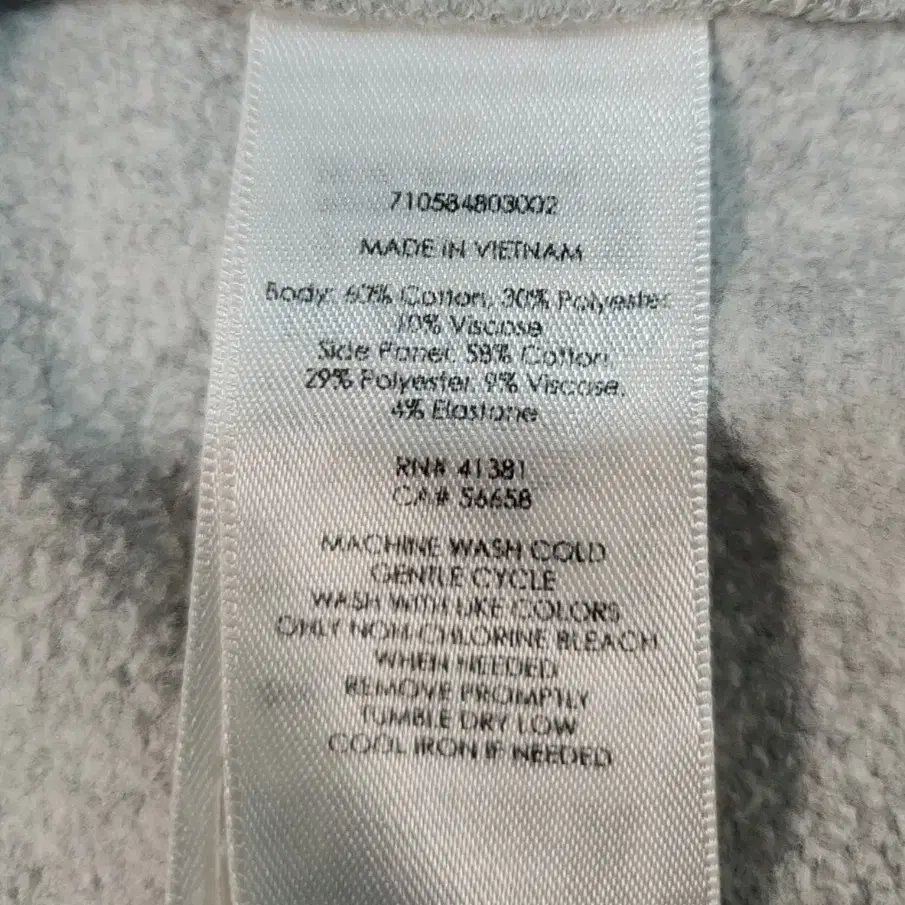 710584803002
MADE IN VIETNAM
Body: 60% Cotton, 30% Polyester
10% Viscose
Side Panel: 58% Cotton,
29% Polyester, 9% Viscose,
4% Elastane
RN# 41381
CA# 56658
MACHINE WASH COLD
GENTLE CYCLE
WASH WITH LIKE COLORS
ONLY NON-CHLORINE BLEACH
WHEN NEEDED
REMOVE PROMPTLY
TUMBLE DRY LOW
COOL IRON IF NEEDED